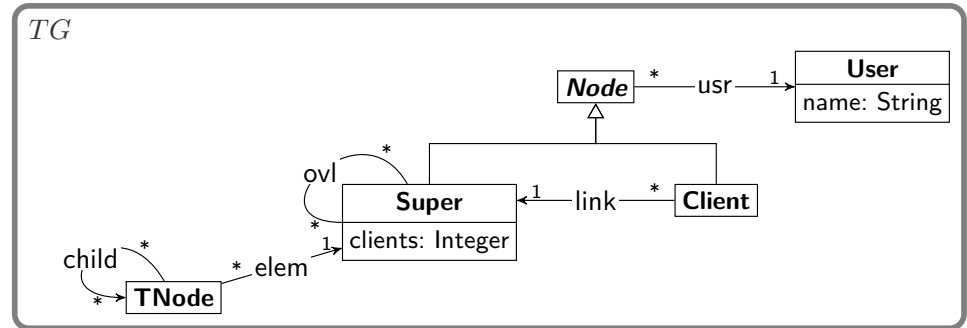 TG
Node
* usr 1
User
name: String
*
ovl
*
Super
clients: Integer
1 link *
Client
*
child
*
TNode
* elem 1